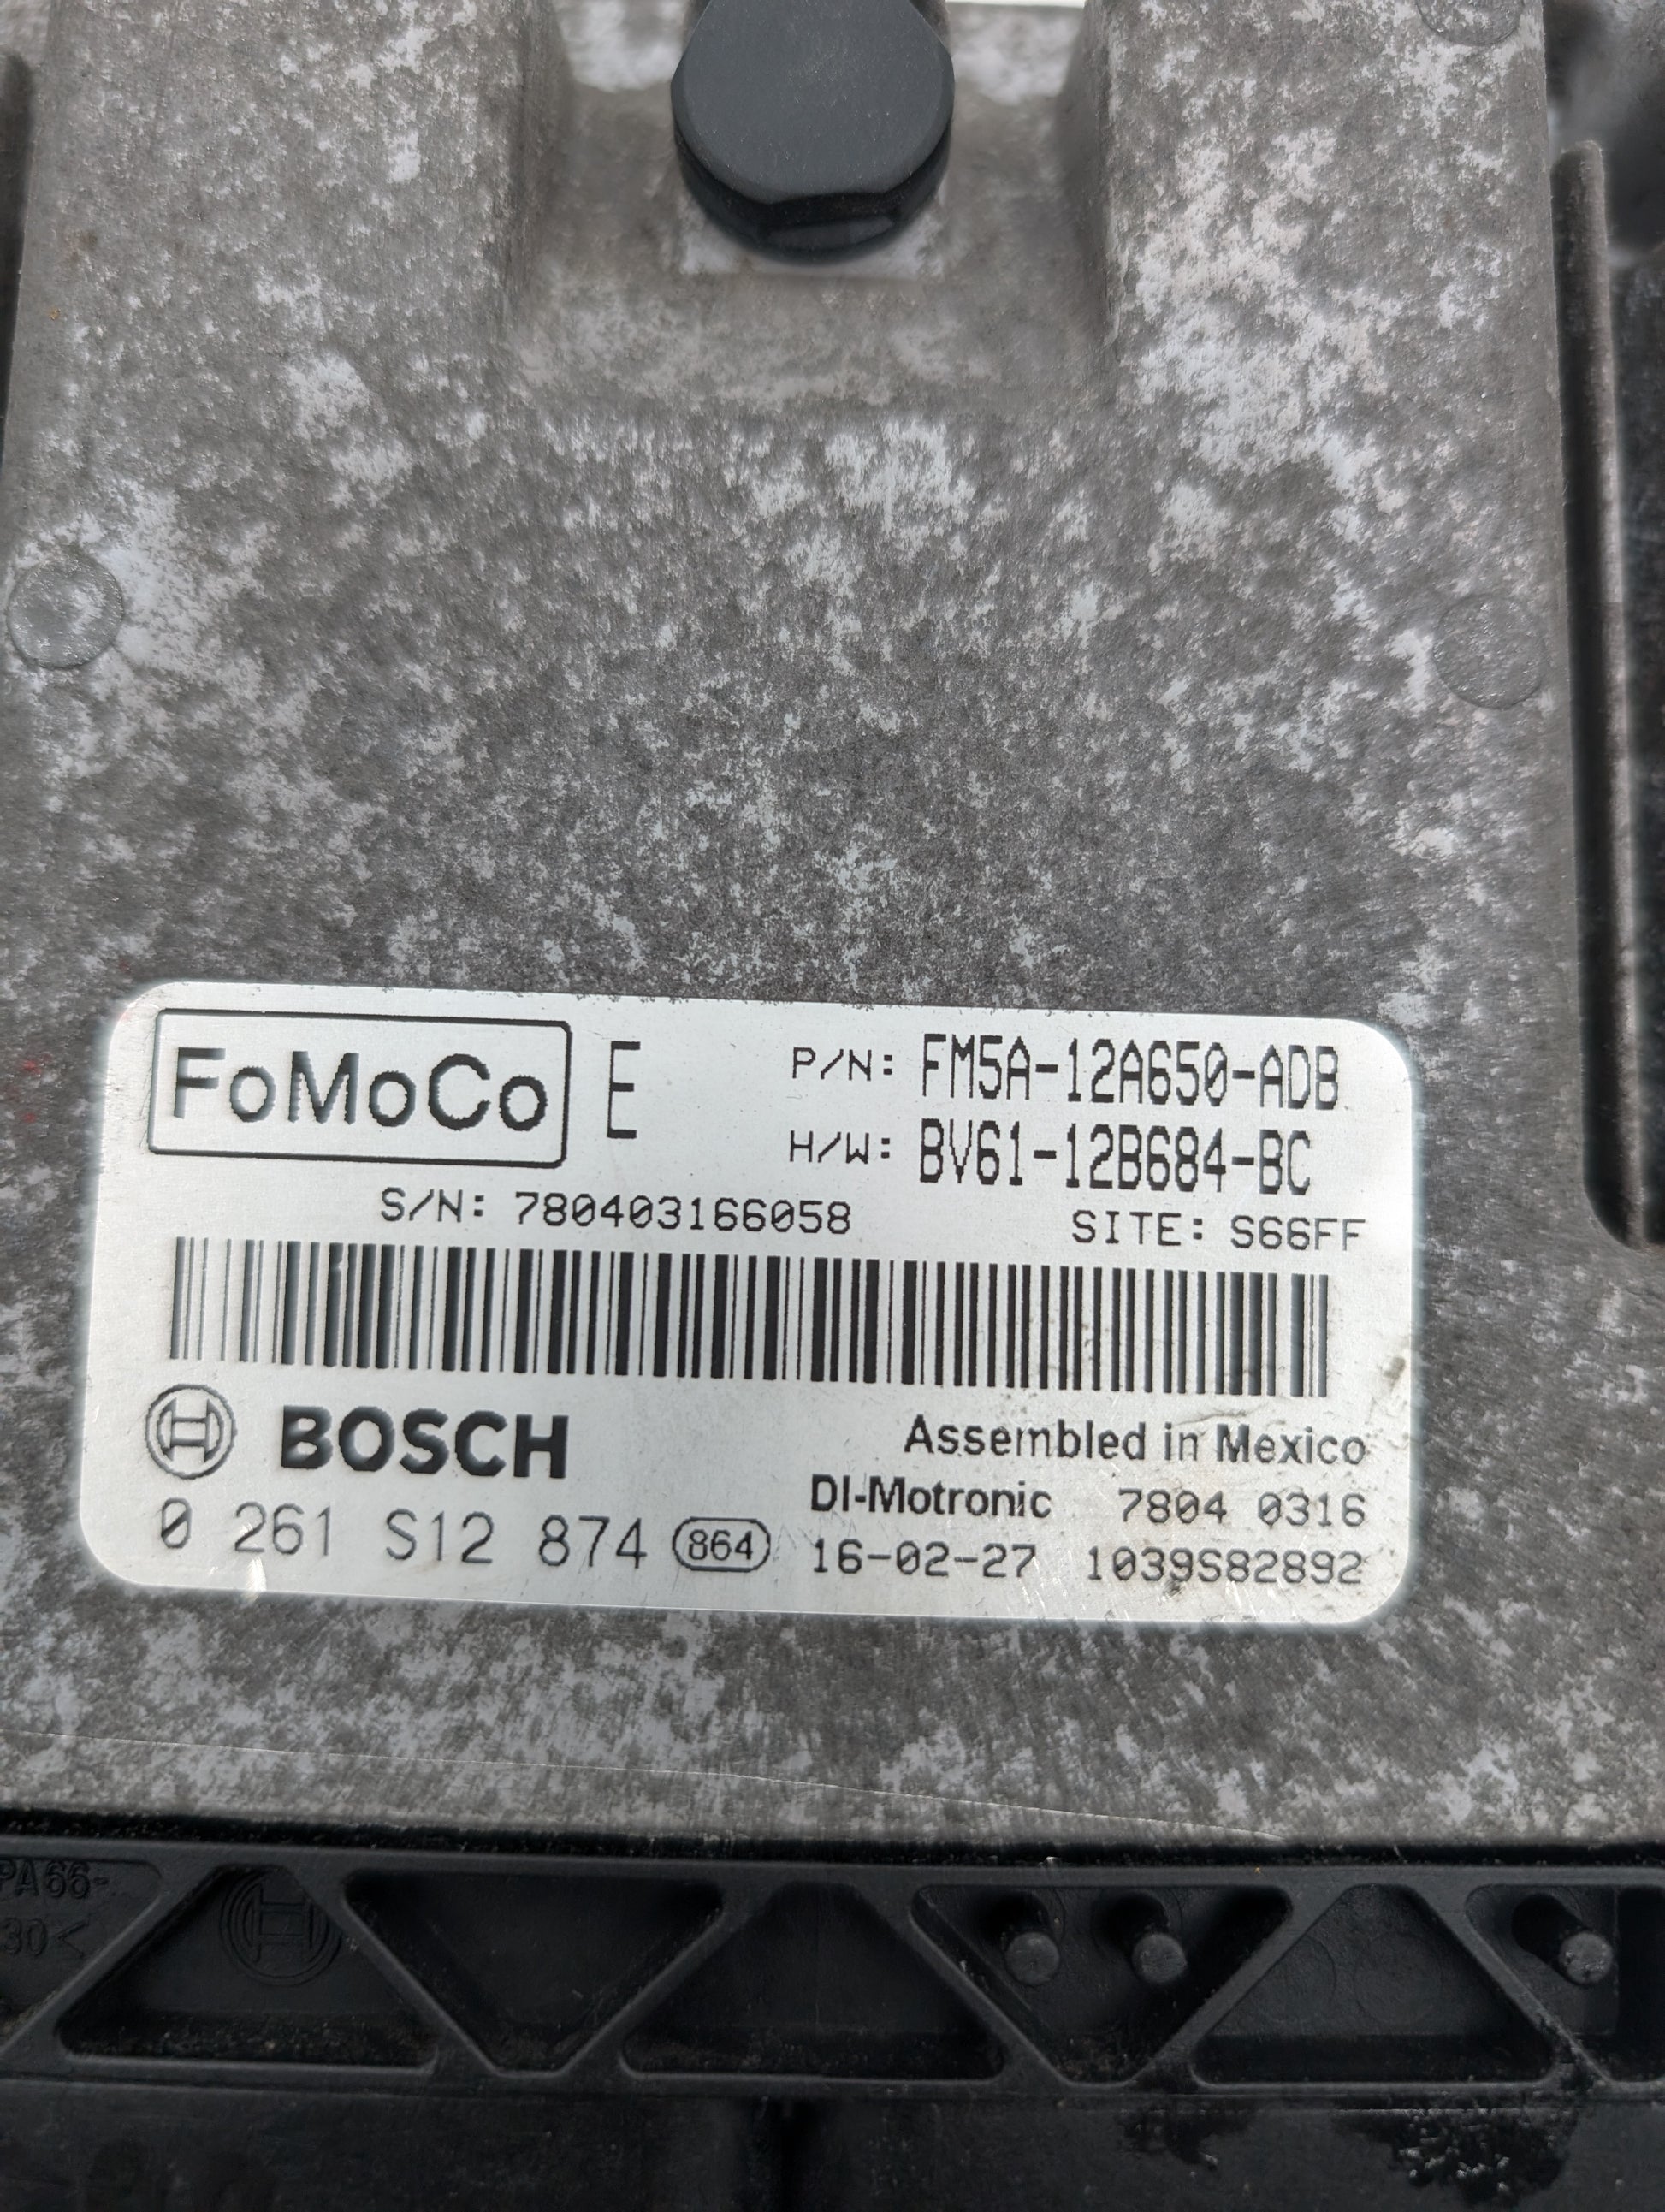 FoMoCo E P/N: FM5A-12A650-ADB
H/W: BV61-12B684-BC
S/N: 780403166058 SITE: S66FF
BOSCH Assembled in Mexico
DI-Motronic 7804 0316
0 261 S12 874 864 16-02-27 1039S82892
PA66-
30<